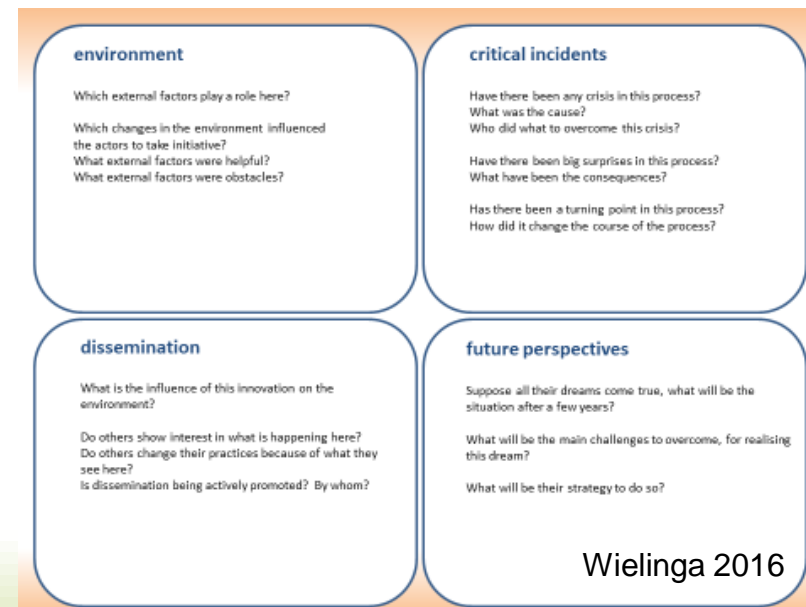 environment
Which external factors play a role here?
Which changes in the environment influenced
the actors to take initiative?
What external factors were helpful?
What external factors were obstacles?
critical incidents
Have there been any crisis in this process?
What was the cause?
Who did what to overcome this crisis?
Have there been big surprises in this process?
What have been the consequences?
Has there been a turning point in this process?
How did it change the course of the process?
dissemination
What is the influence of this innovation on the
environment?
Do others show interest in what is happening here?
Do others change their practices because of what they
see here?
Is dissemination being actively promoted? By whom?
future perspectives
Suppose all their dreams come true, what will be the
situation after a few years?
What will be the main challenges to overcome, for realising
this dream?
What will be their strategy to do so?
Wielinga 2016